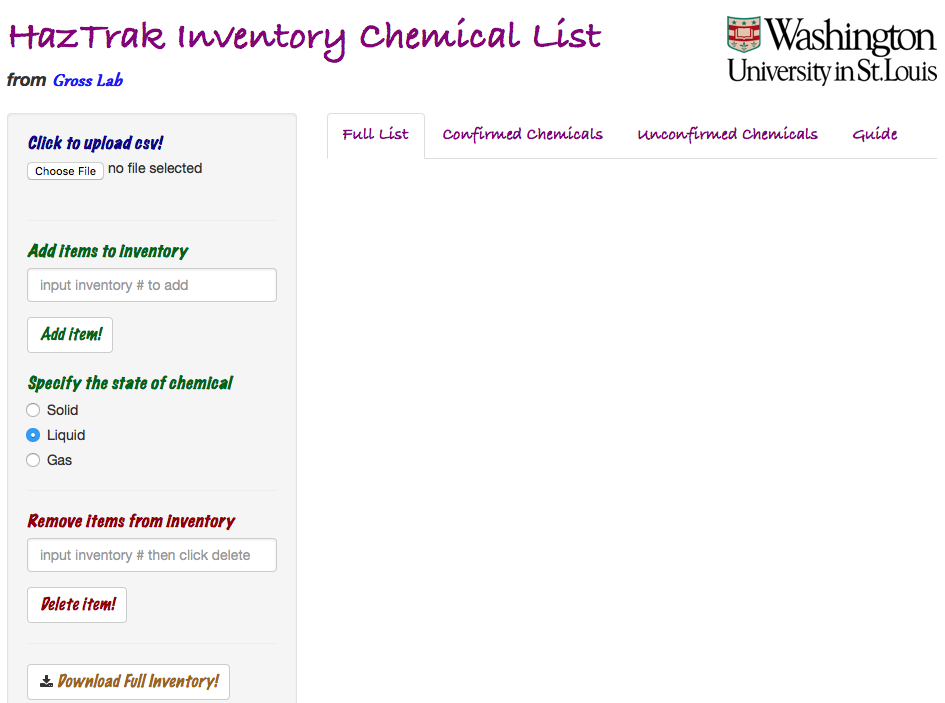 HazTrak Inventory Chemical List
Washington
University in St. Louis
from Gross Lab
Click to upload csv!
Choose File no file selected
Full List Confirmed Chemicals Unconfirmed Chemicals Guide
Add items to inventory
input inventory # to add
Add item!
Specify the state of chemical
Solid
Liquid
Gas
Remove items from inventory
input inventory # then click delete
Delete item!
Download Full Inventory!